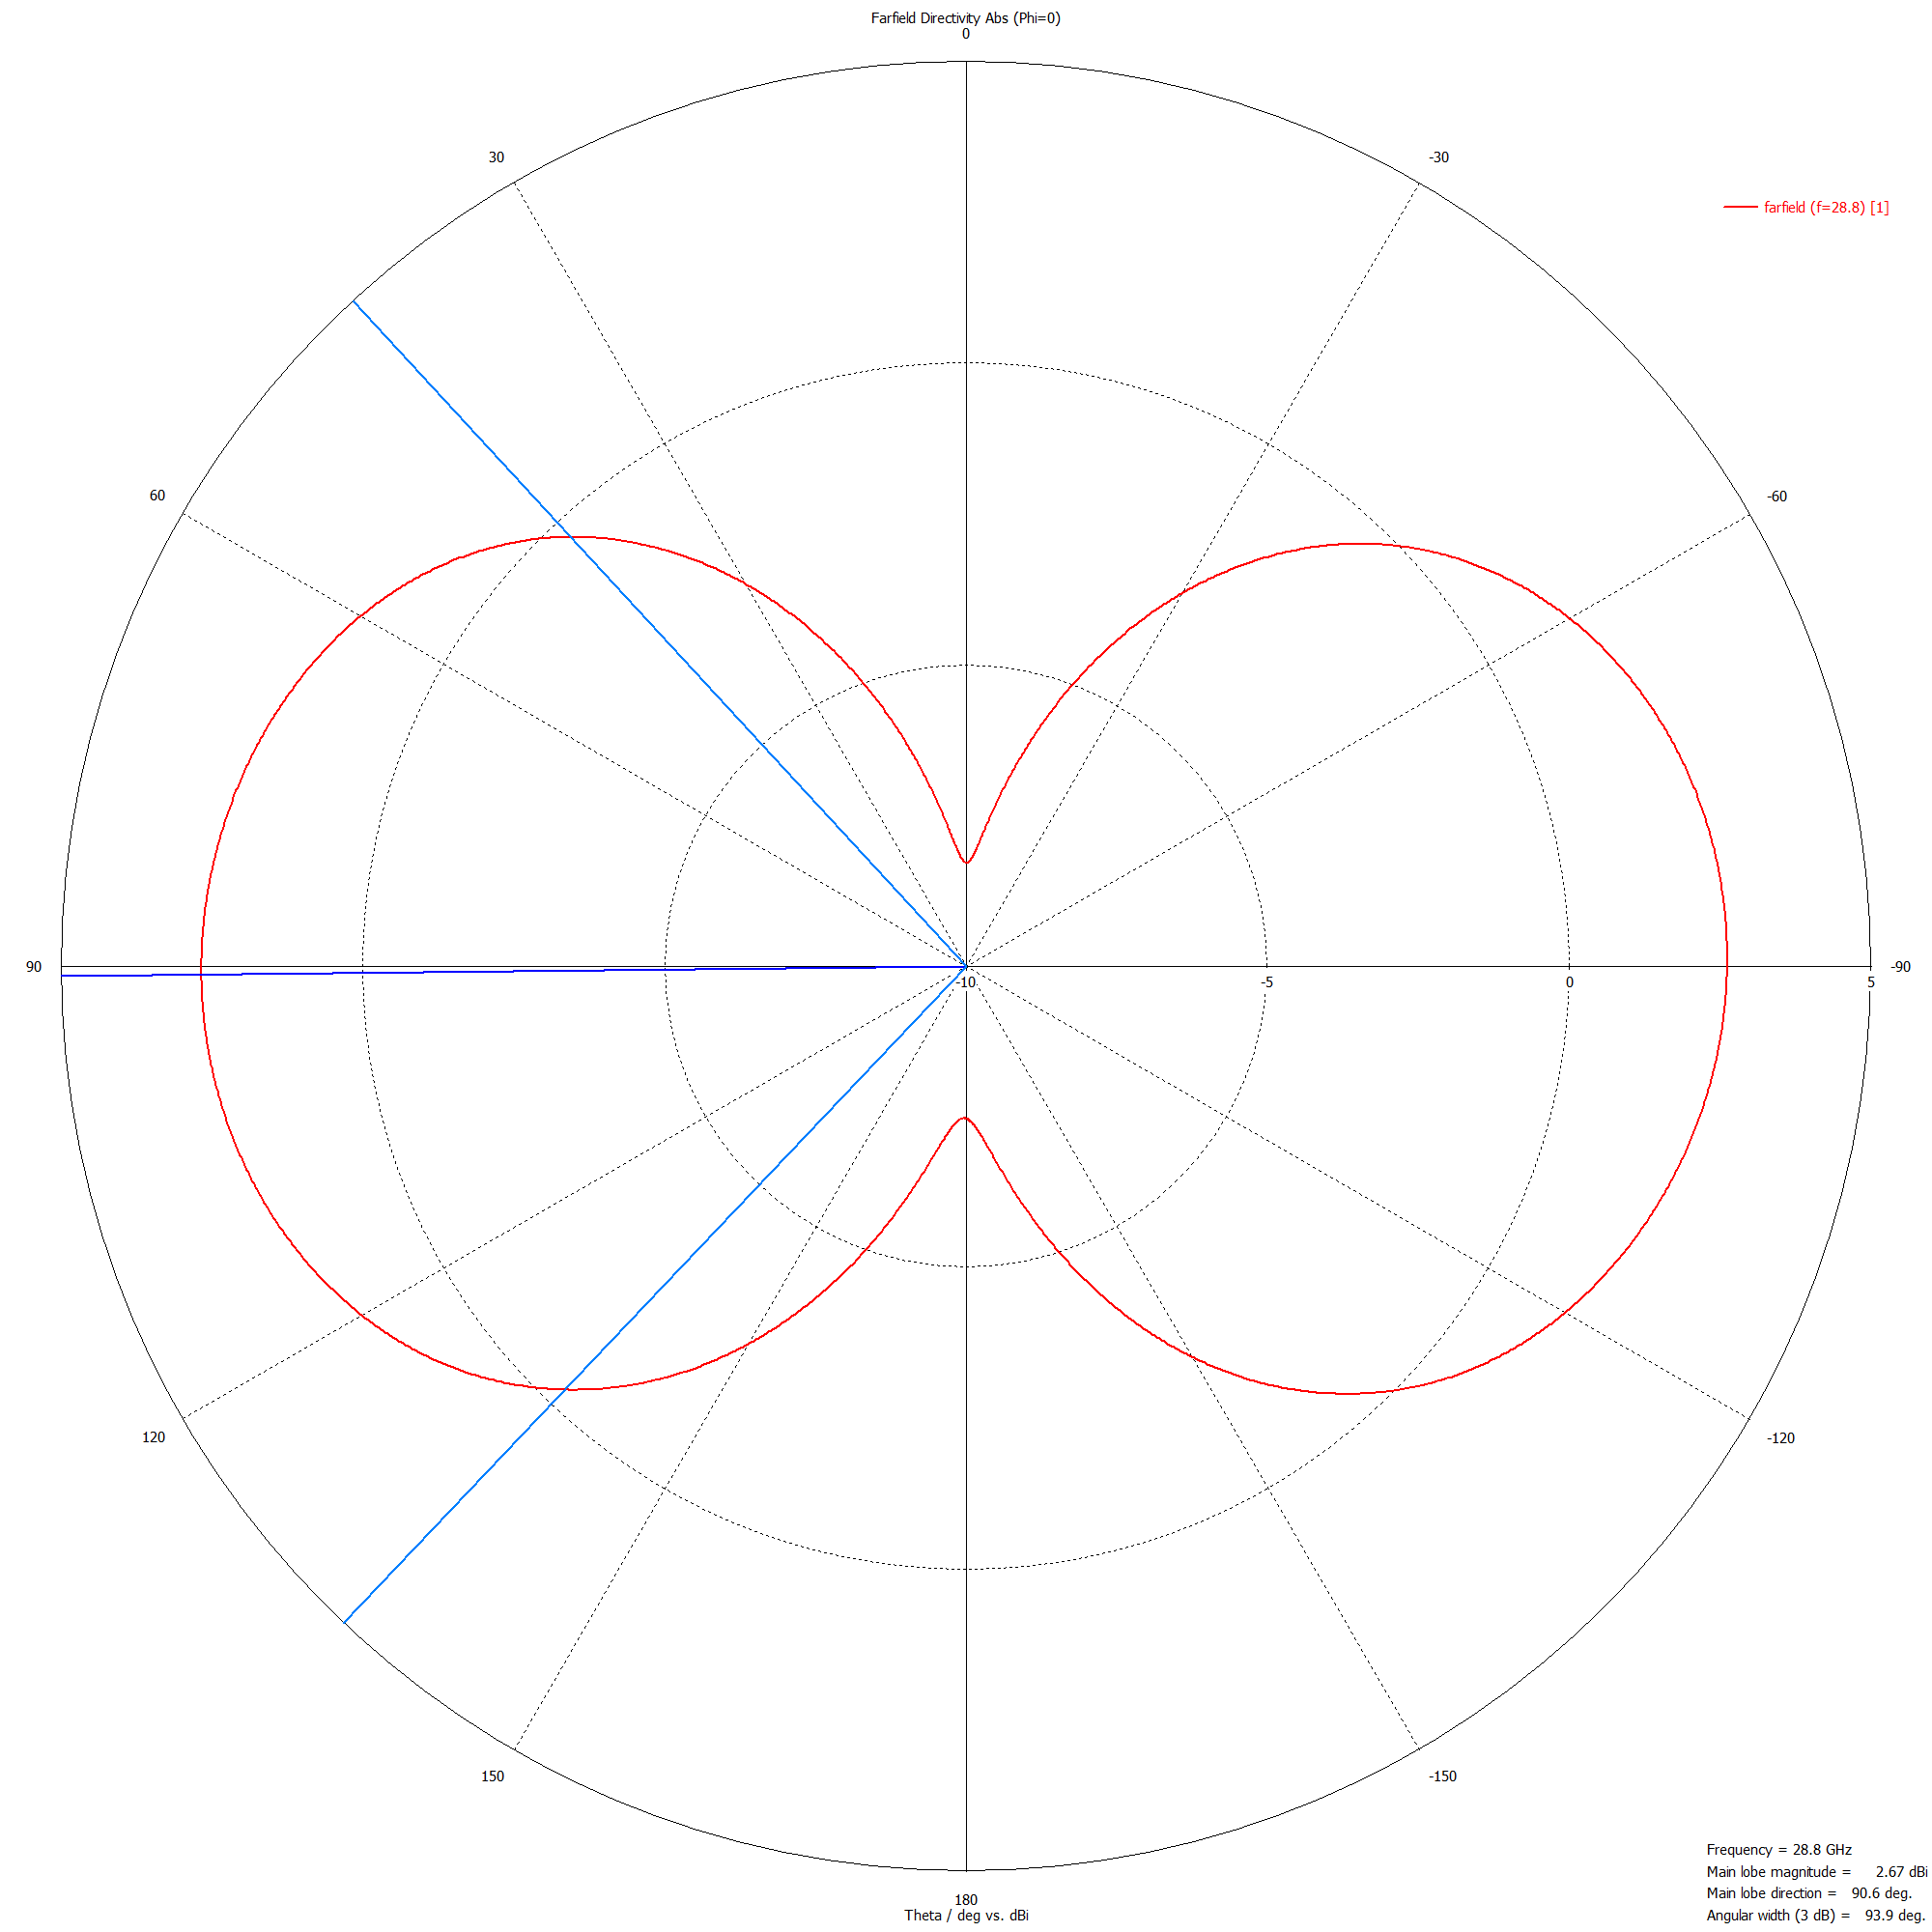 Farfield Directivity Abs (Phi=0)
0
30
-30
farfield (f=28.8) [1]
60
-60
90
-90
-10
-5
0
5
120
-120
150
-150
Frequency = 28.8 GHz
Main lobe magnitude = 2.67 dBi
Main lobe direction = 90.6 deg.
Angular width (3 dB) = 93.9 deg.
180
Theta / deg vs. dBi